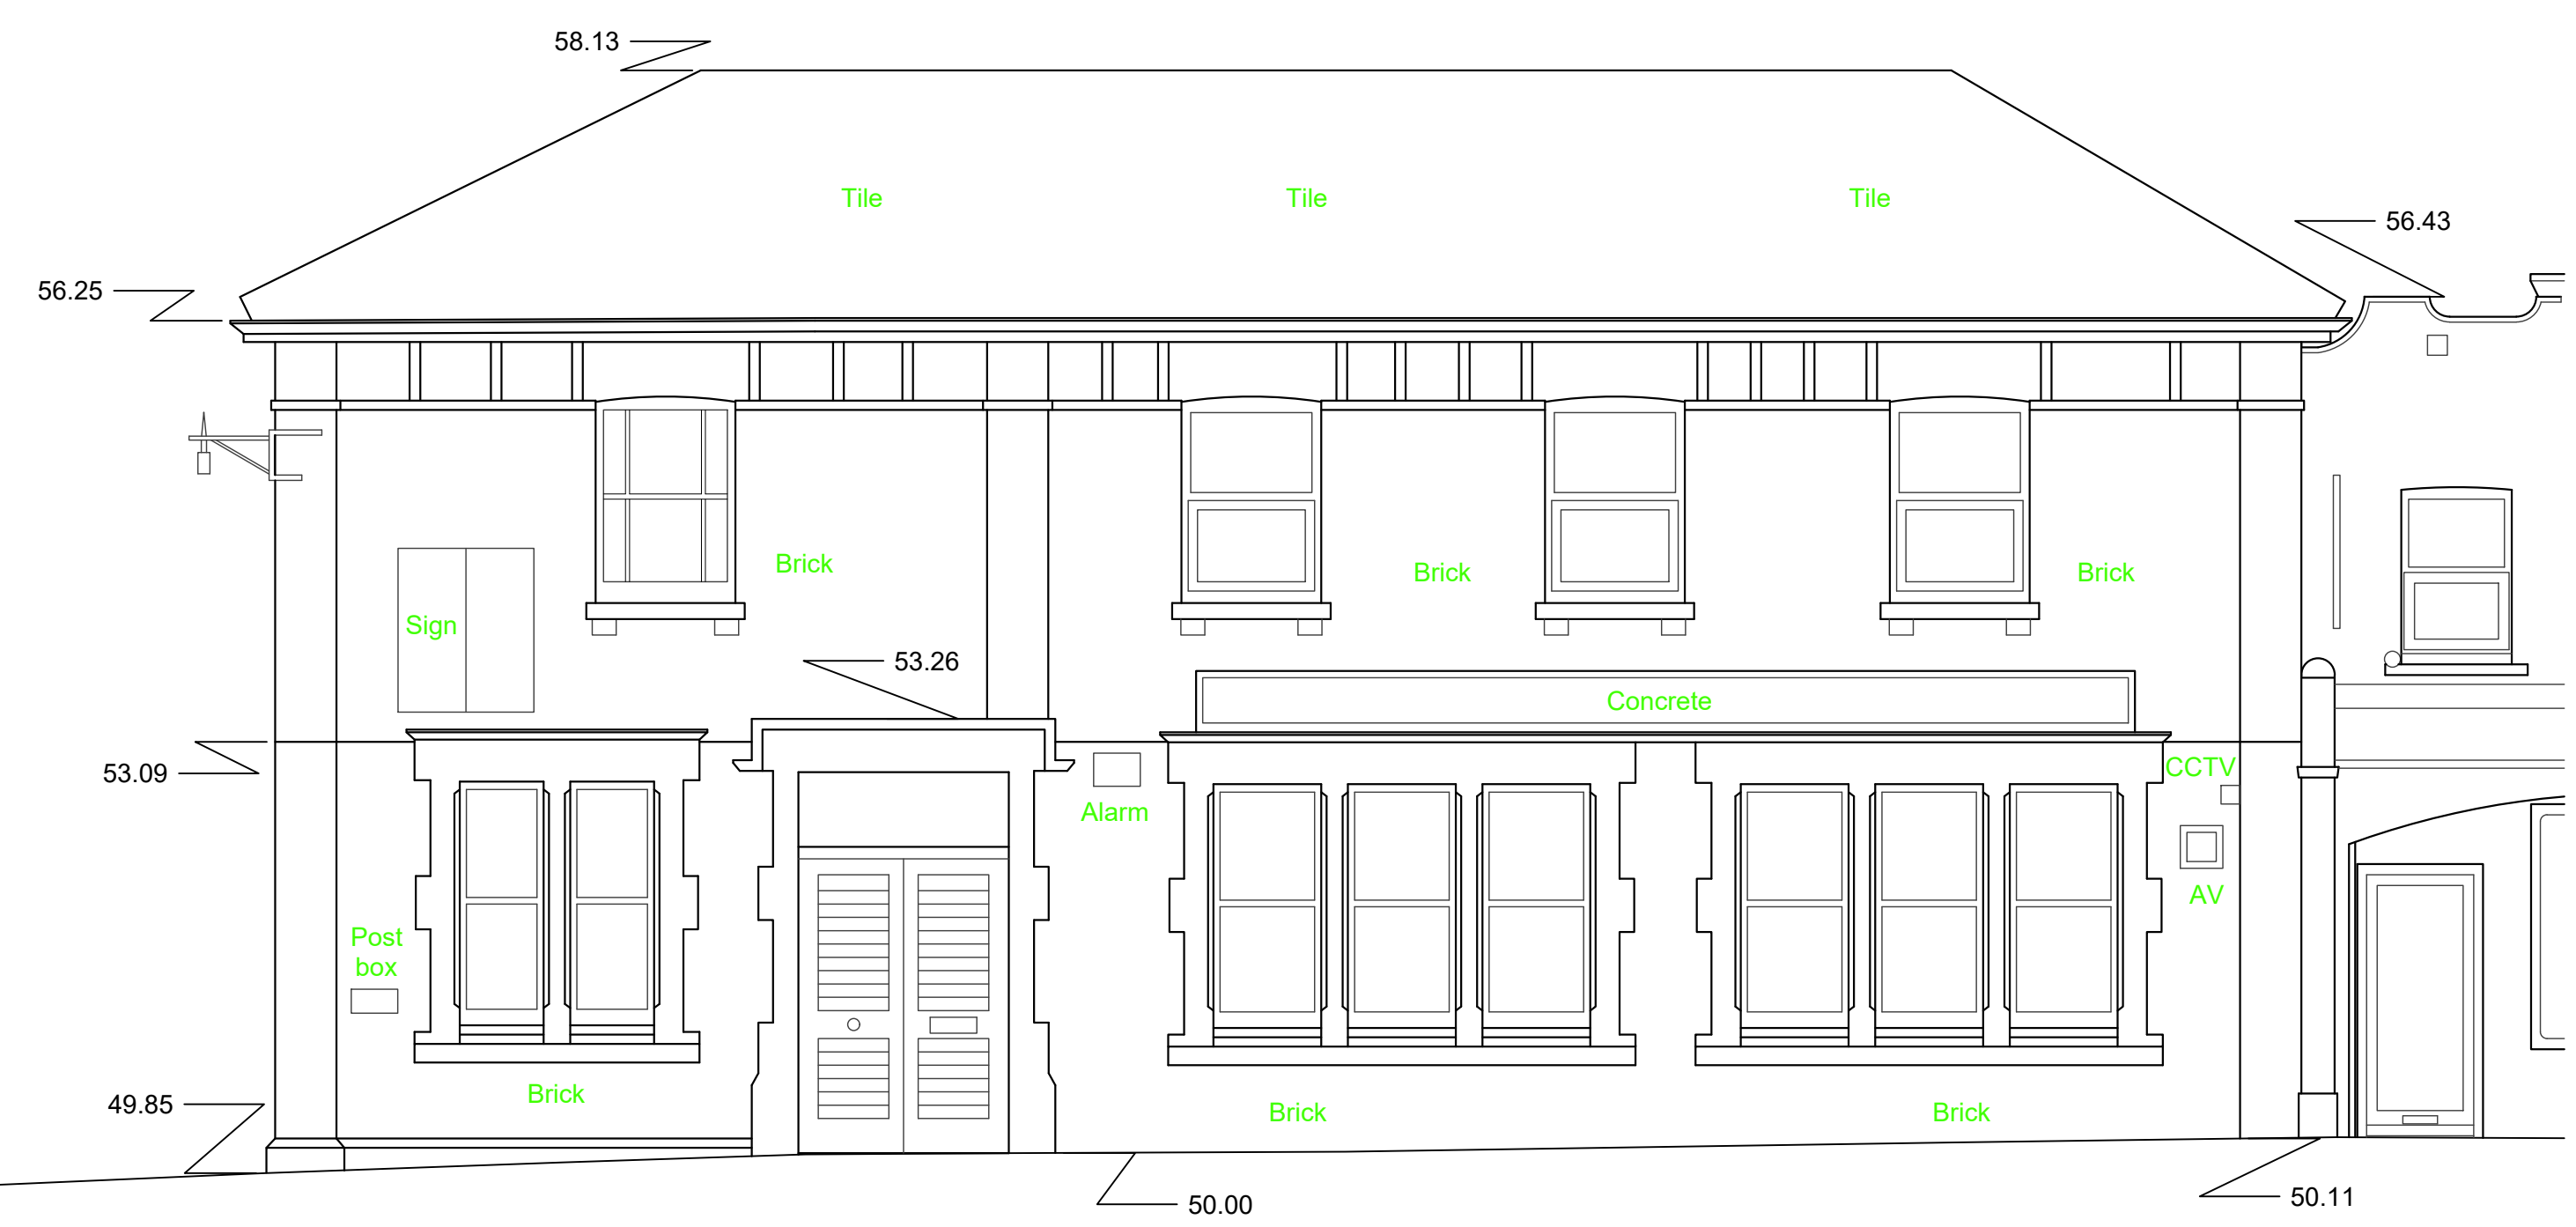 58.13
Tile
Tile
Tile
56.43
56.25
Brick
Brick
Brick
Sign
53.26
Concrete
53.09
CCTV
Alarm
AV
Post
box
49.85
Brick
Brick
Brick
50.00
50.11